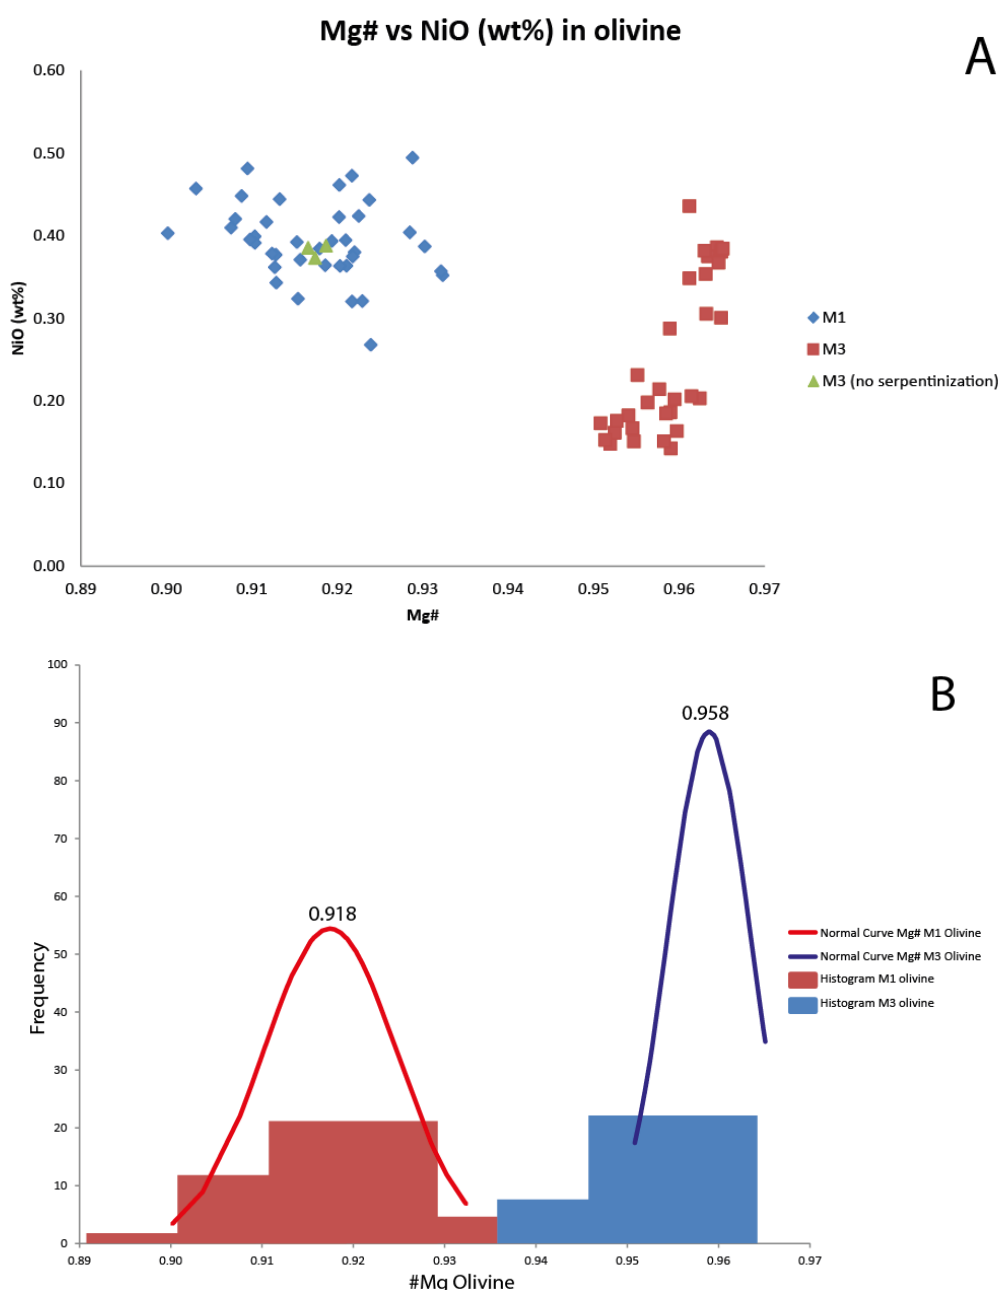 Mg# vs NiO (wt%) in olivine
A
0.60
0.50
0.40
0.30
0.20
0.10
0.00
NiO (wt%)
0.89 0.90 0.91 0.92 0.93 0.94 0.95 0.96 0.97
Mg#
M1
M3
M3 (no serpentinization)
B
100
90
80
70
60
50
40
30
20
10
0
Frequency
0.918
0.958
0.89 0.90 0.91 0.92 0.93 0.94 0.95 0.96 0.97
#Mg Olivine
Normal Curve Mg# M1 Olivine
Normal Curve Mg# M3 Olivine
Histogram M1 olivine
Histogram M3 olivine